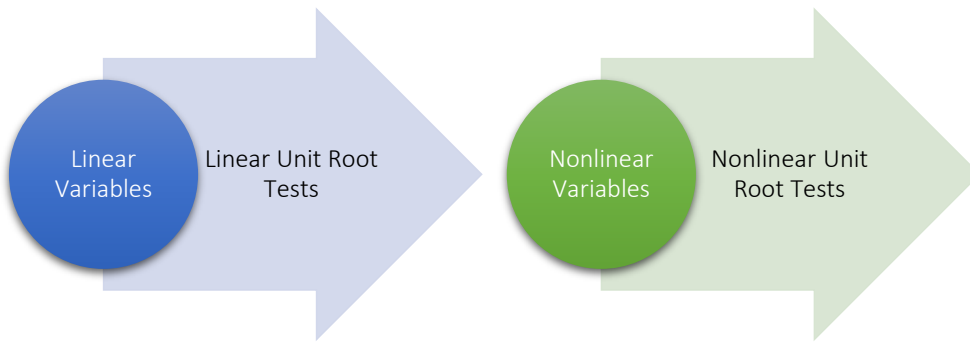 Linear
Variables
Linear Unit Root
Tests
Nonlinear
Variables
Nonlinear Unit
Root Tests